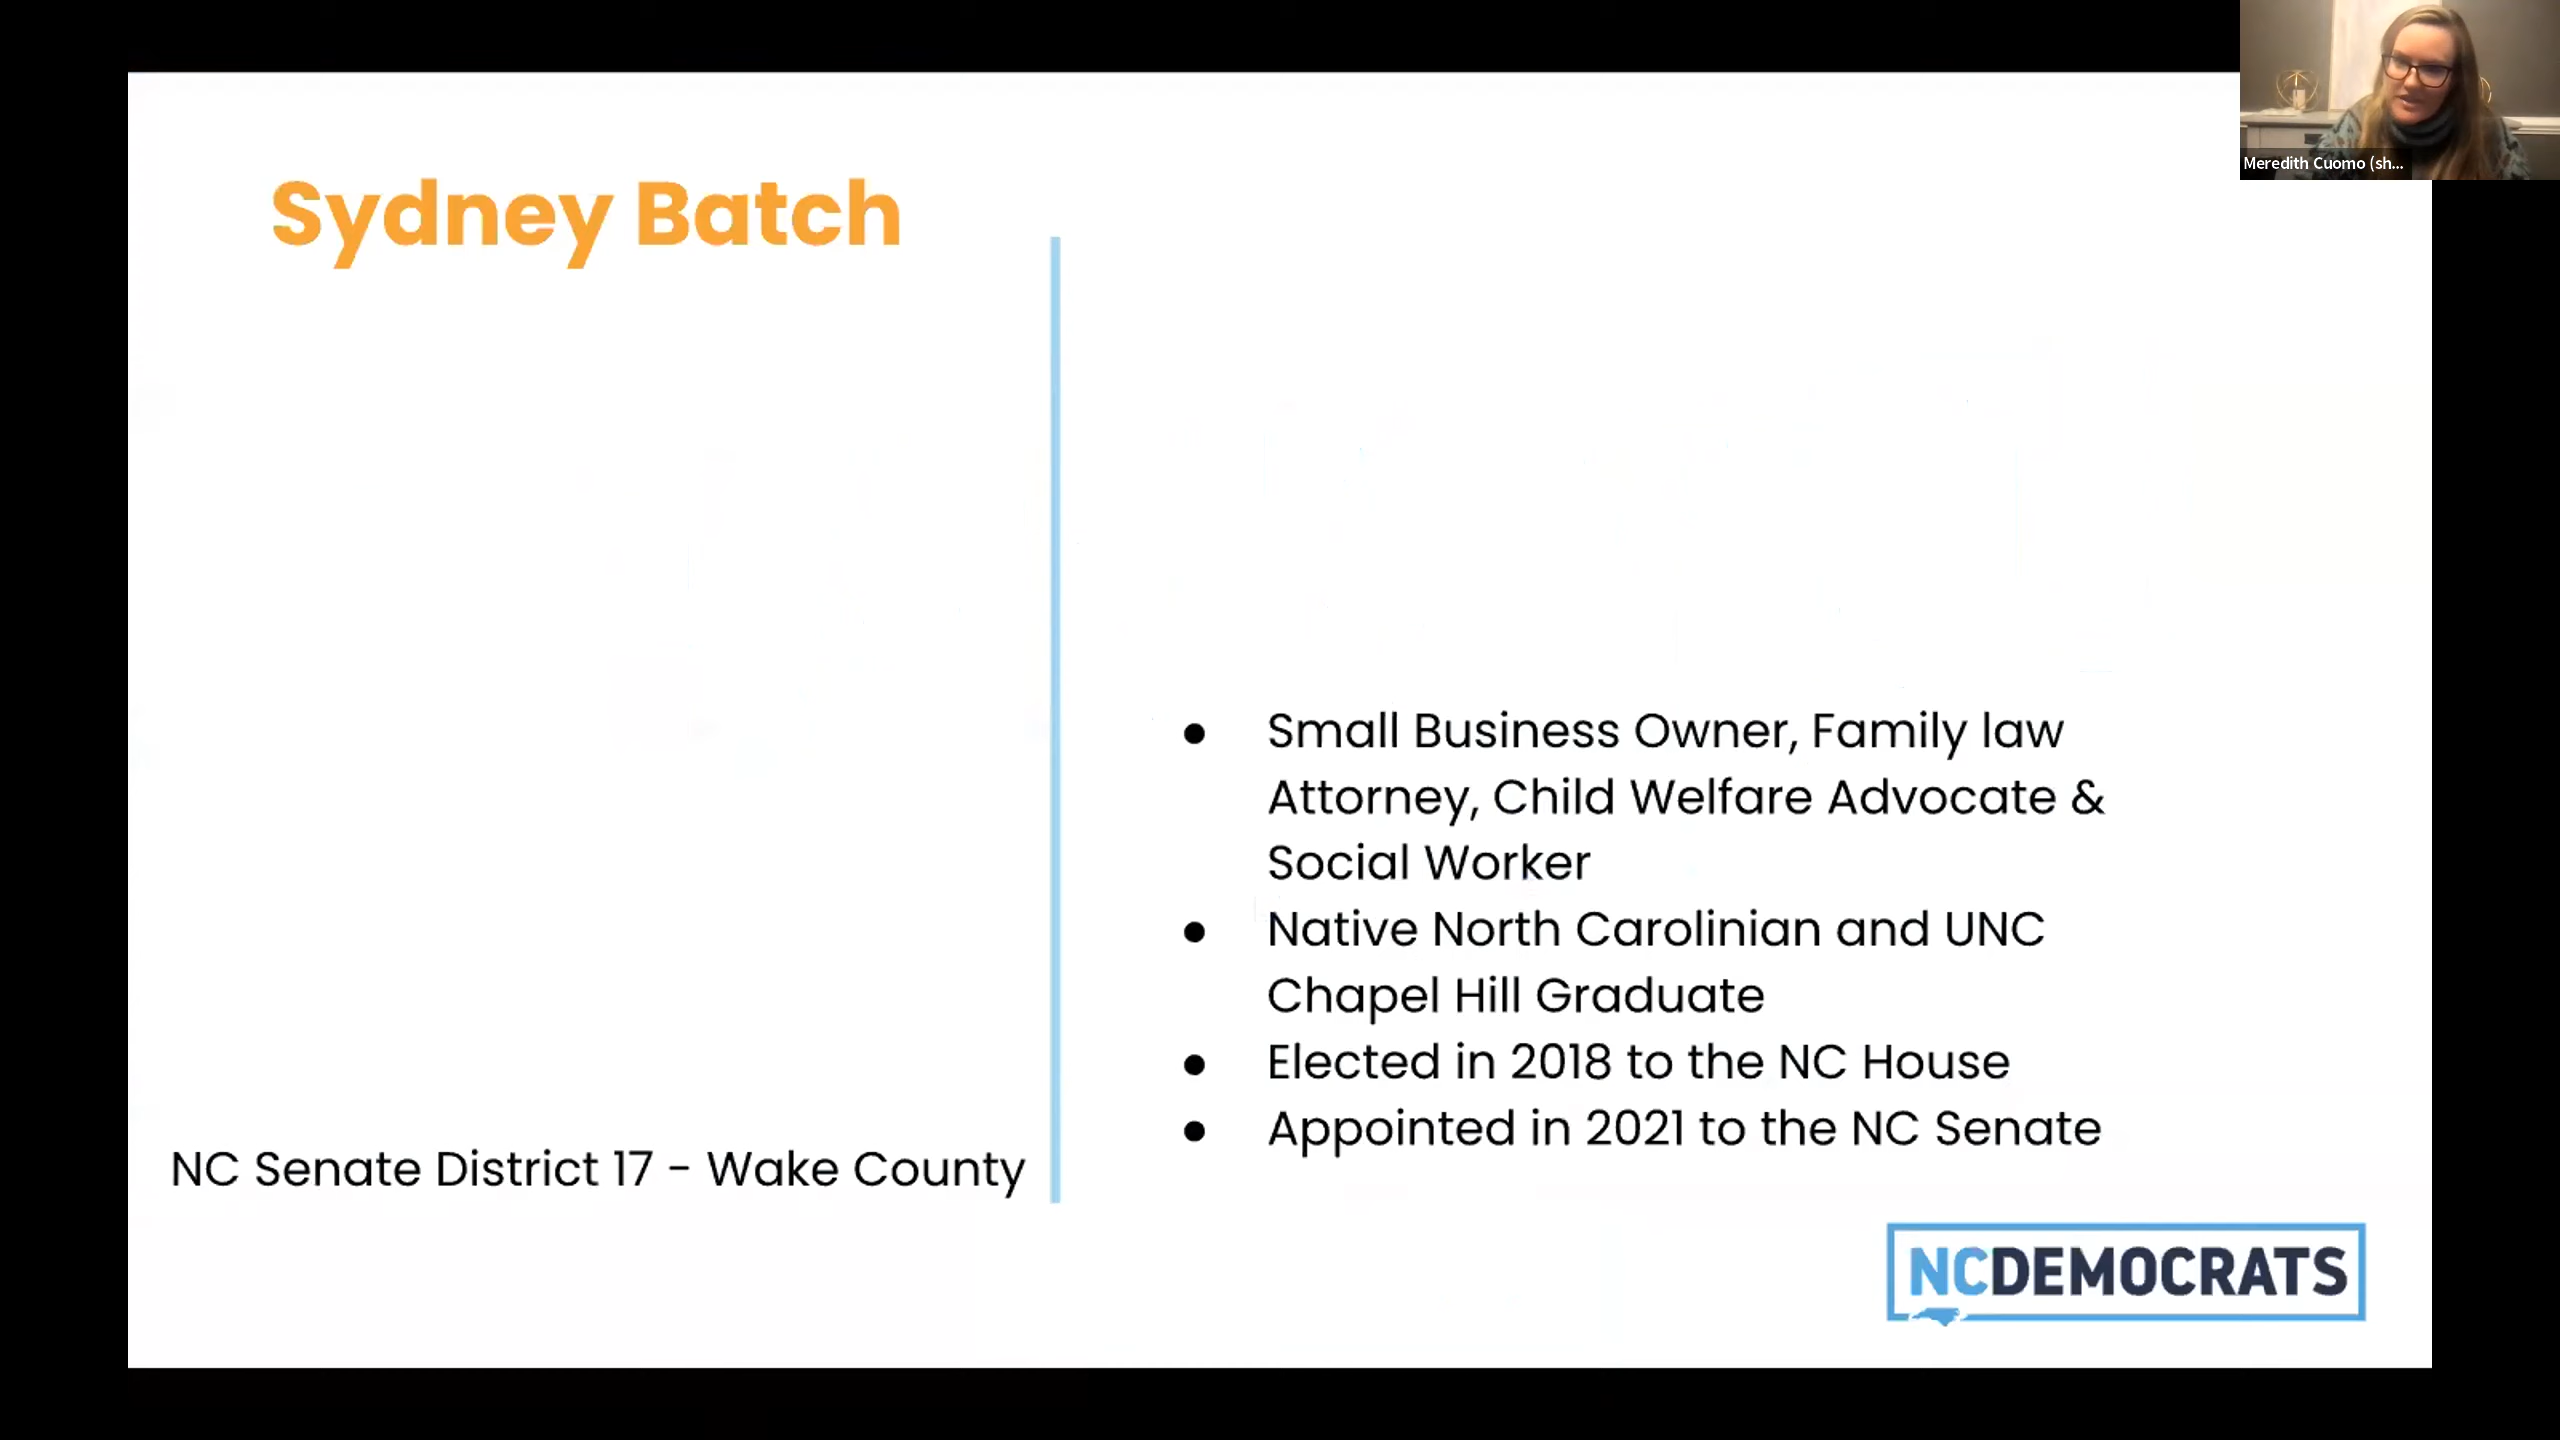 Meredith Cuomo (sh...
Sydney Batch
NC Senate District 17 - Wake County
● Small Business Owner, Family law
Attorney, Child Welfare Advocate &
Social Worker
● Native North Carolinian and UNC
Chapel Hill Graduate
● Elected in 2018 to the NC House
● Appointed in 2021 to the NC Senate
NCDEMOCRATS